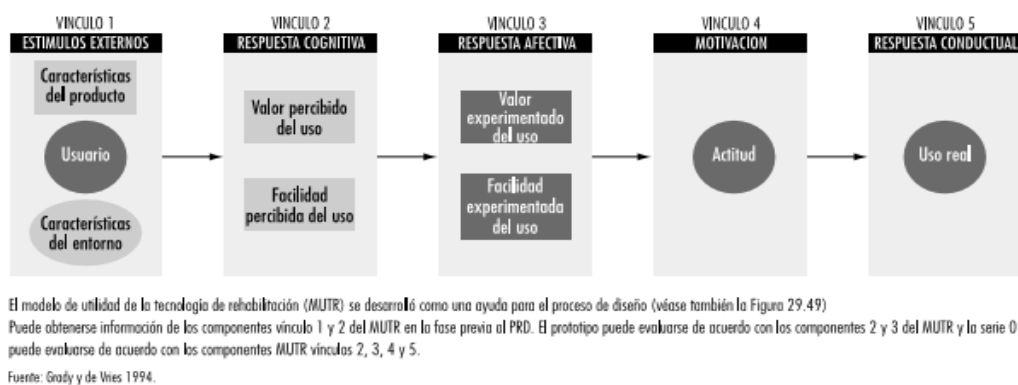 VINCULO 1
ESTIMULOS EXTERNOS
Características
del producto
Usuario
Características
del entorno
VINCULO 2
RESPUESTA COGNITIVA
Valor percibido
del uso
Facilidad
percibida del uso
VINCULO 3
RESPUESTA AFECTIVA
Valor
experimentado
del uso
Facilidad
experimentada
del uso
VINCULO 4
MOTIVACION
Actitud
VINCULO 5
RESPUESTA CONDUCTUAL
Uso real
El modelo de utilidad de la tecnología de rehabilitación (MUTR) se desarrolló como una ayuda para el proceso de diseño (véase también la Figura 29.49)
Puede obtenerse información de los componentes vínculo 1 y 2 del MUTR en la fase previa al PRD. El prototipo puede evaluarse de acuerdo con los componentes 2 y 3 del MUTR y la serie 0
puede evaluarse de acuerdo con los componentes MUTR vínculos 2, 3, 4 y 5.
Fuente: Grady y de Vries 1994.